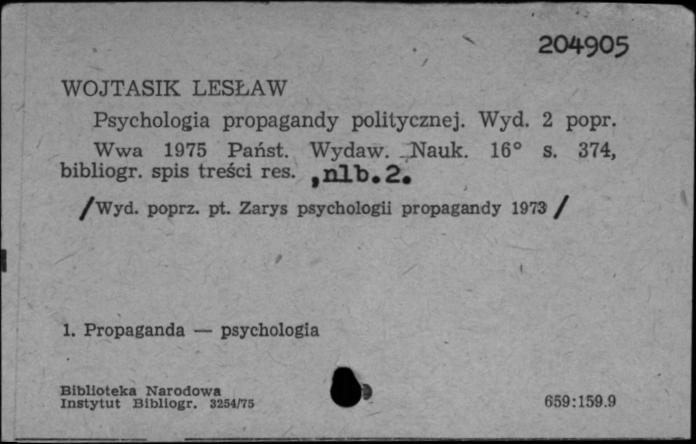 204905
WOJTASIK LESŁAW
Psychologia propagandy politycznej. Wyd. 2 popr.
Wwa 1975 Państ. Wydaw. Nauk. 16° s. 374,
bibliogr. spis treści res. ,nlb.2.
/Wyd. poprz. pt. Zarys psychologii propagandy 1973/
1. Propaganda — psychologia
Biblioteka Narodowa
Instytut Bibliogr. 3254/75
659:159.9